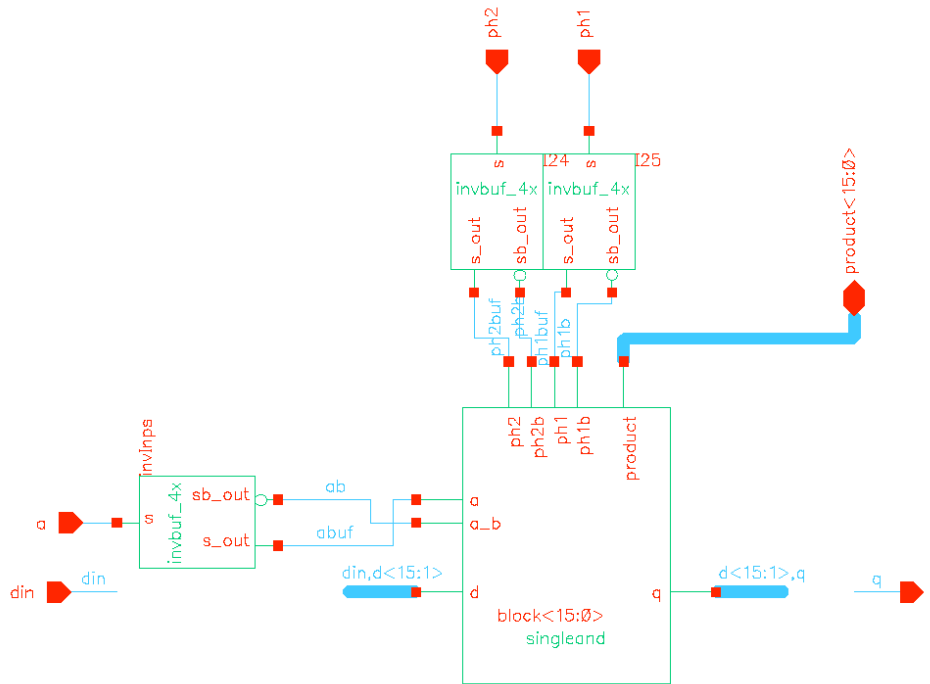 ph2
ph1
s
I24
s
I25
invbuf_4x
invbuf_4x
s_out
sb_out
s_out
sb_out
product<15:0>
ph2buf
ph2b
ph1buf
ph1b
ph2
ph2b
ph1
ph1b
product
invInps
a
s
invbuf_4x
sb_out
s_out
ab
abuf
a
a_b
din
din
din,d<15:1>
d
q
d<15:1>,q
q
block<15:0>
singleand